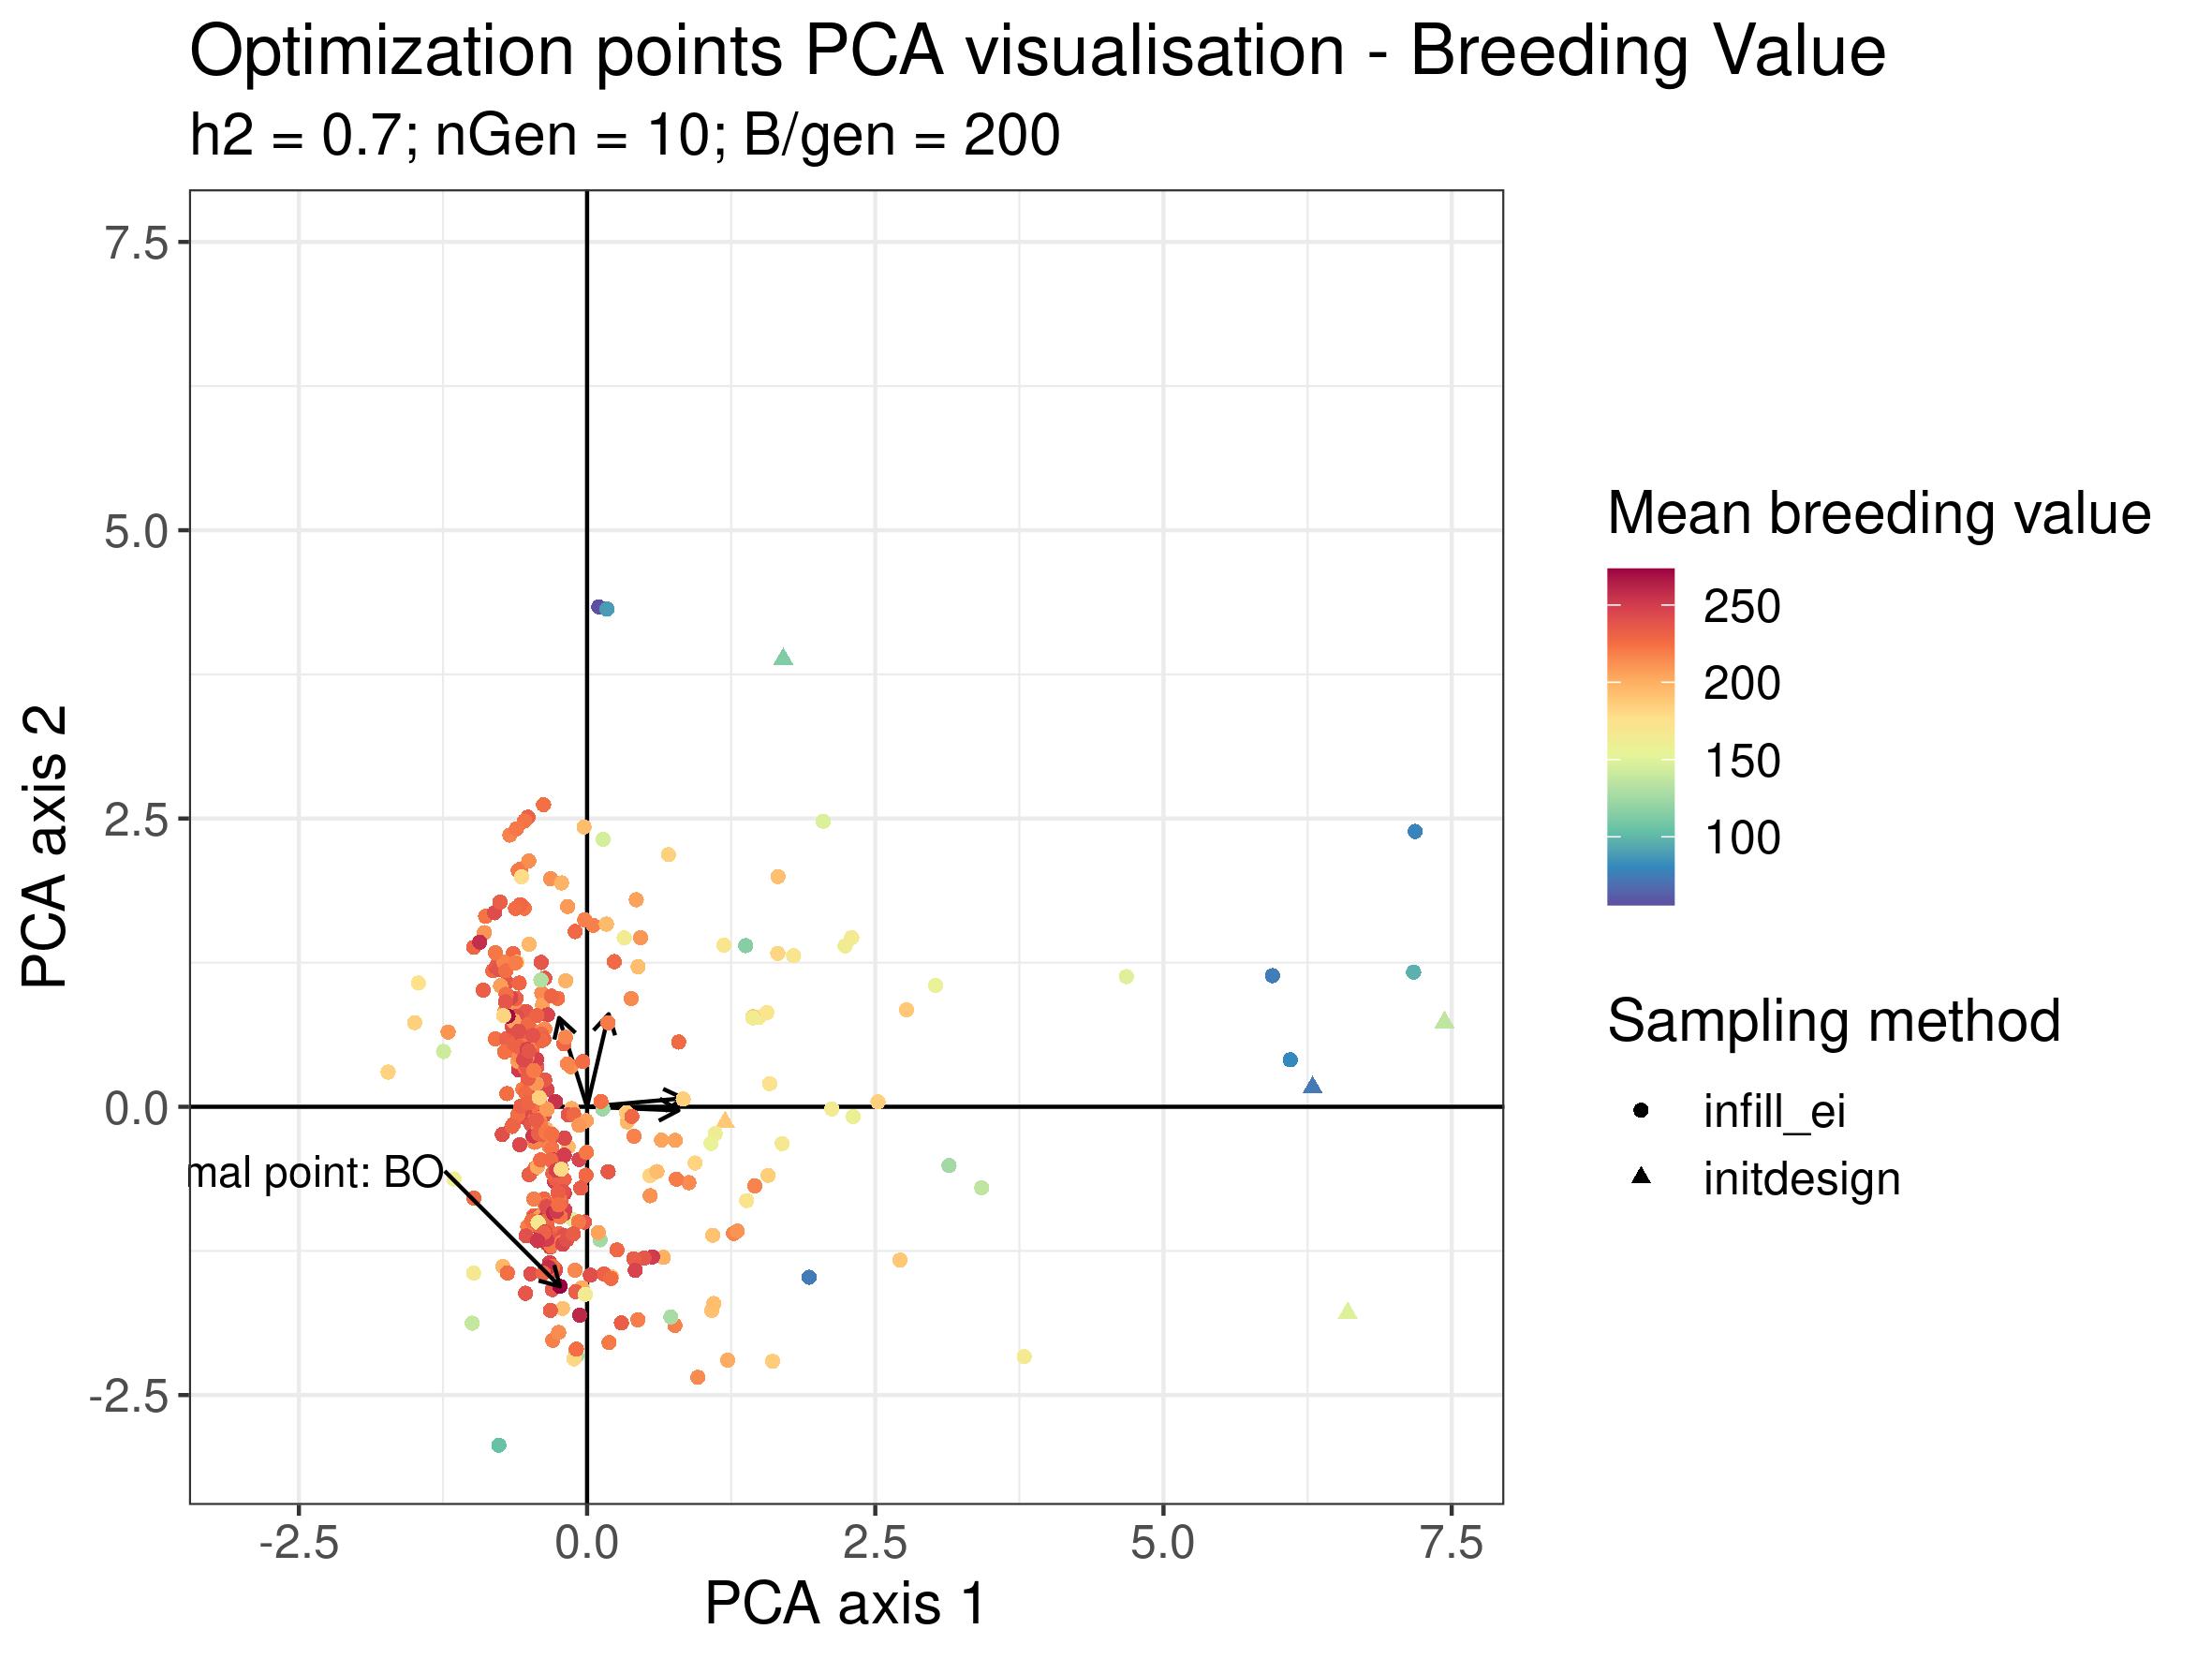 Optimization points PCA visualisation - Breeding Value
h2 = 0.7; nGen = 10; B/gen = 200
PCA axis 2
7.5
5.0
2.5
0.0
-2.5
mal point: BO
-2.5
0.0
2.5
5.0
7.5
PCA axis 1
Mean breeding value
250
200
150
100
Sampling method
infill_ei
initdesign